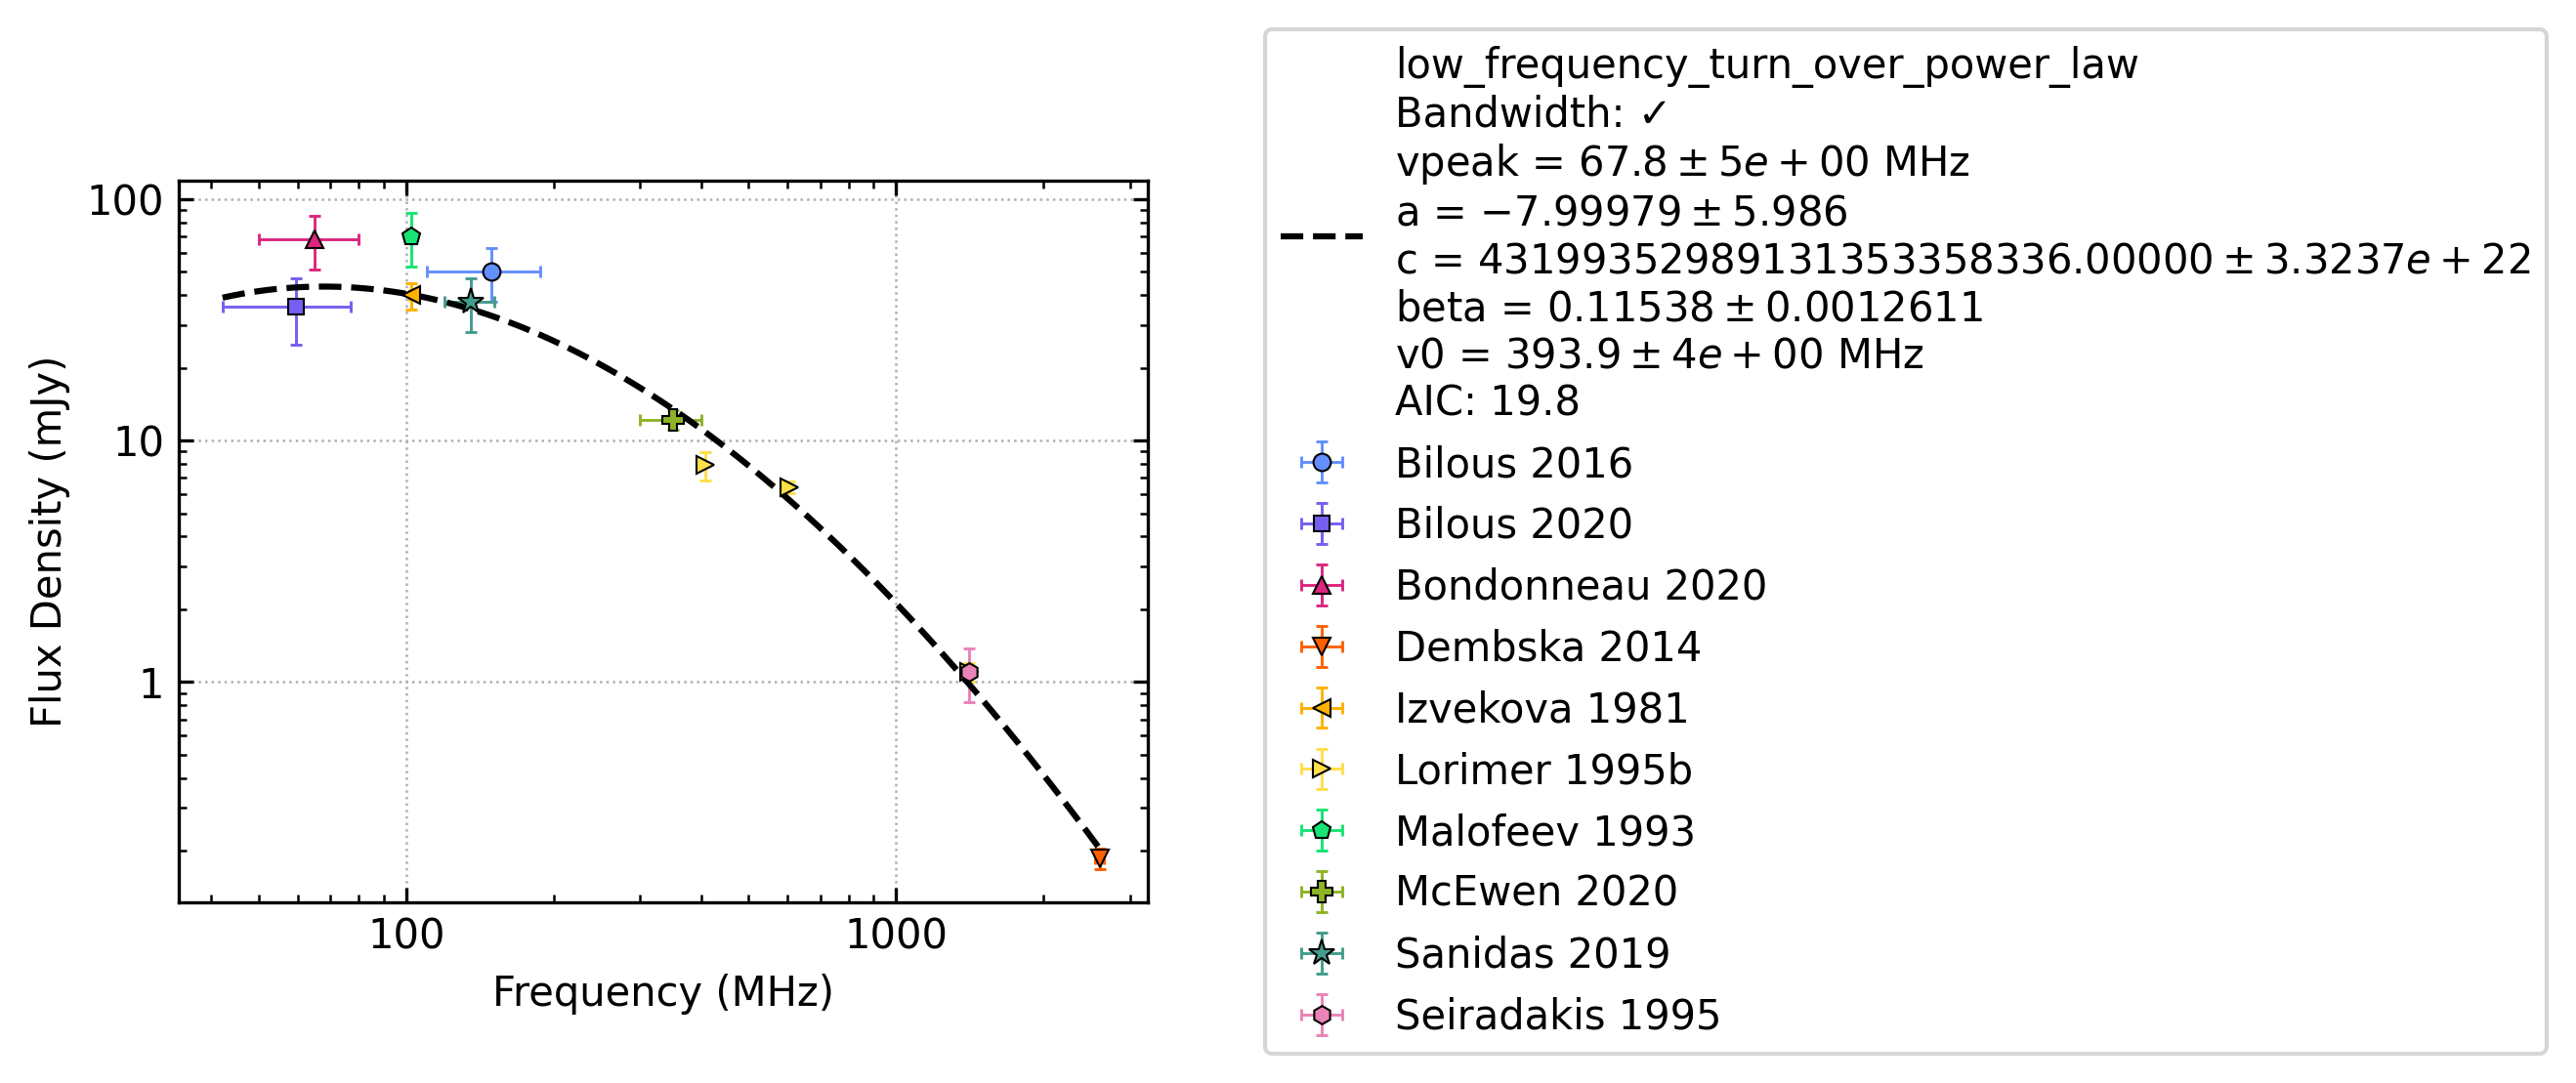 100
10
1
Flux Density (mJy)
100
1000
Frequency (MHz)
low_frequency_turn_over_power_law
Bandwidth: ✓
vpeak = 67.8 ± 5e + 00 MHz
a = −7.99979 ± 5.986
c = 43199352989131353358336.00000 ± 3.3237e + 22
beta = 0.11538 ± 0.0012611
v0 = 393.9 ± 4e + 00 MHz
AIC: 19.8
Bilous 2016
Bilous 2020
Bondonneau 2020
Dembska 2014
Izvekova 1981
Lorimer 1995b
Malofeev 1993
McEwen 2020
Sanidas 2019
Seiradakis 1995